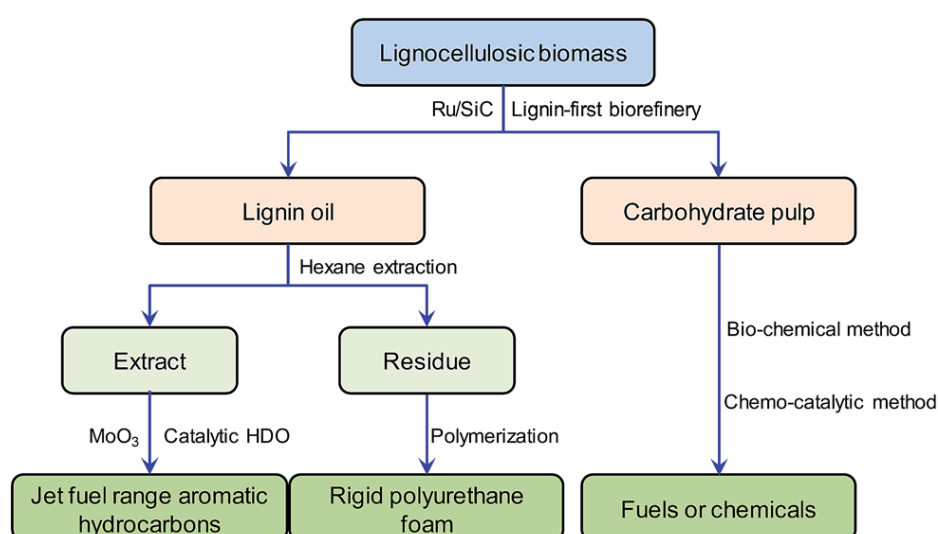 Lignocellulosic biomass
Ru/SiC Lignin-first biorefinery
Lignin oil
Carbohydrate pulp
Hexane extraction
Bio-chemical method
Extract
Residue
Chemo-catalytic method
MoO₃ Catalytic HDO
Polymerization
Jet fuel range aromatic
hydrocarbons
Rigid polyurethane
foam
Fuels or chemicals